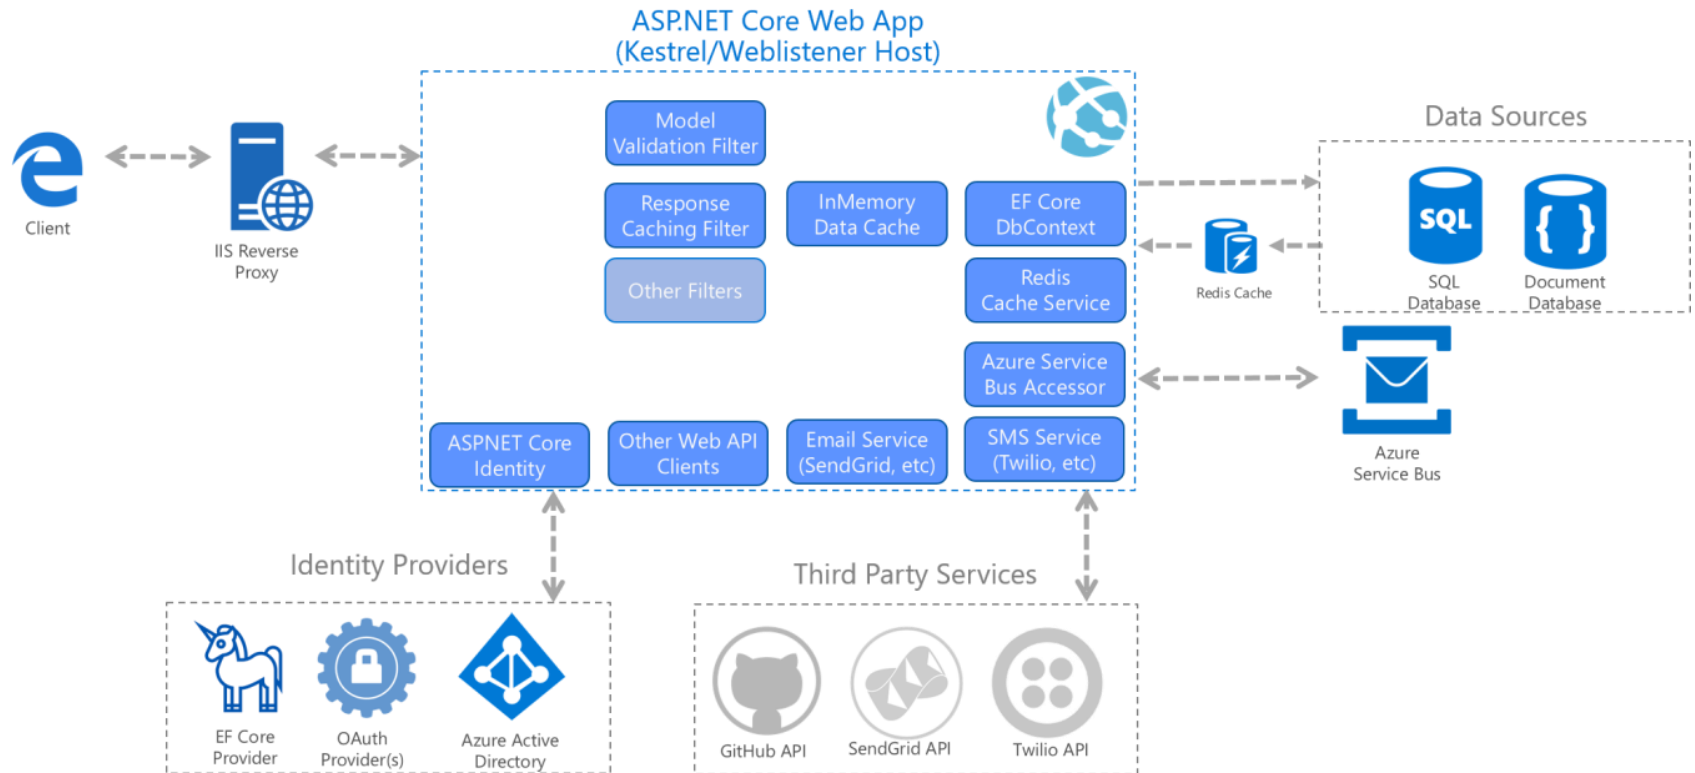 ASP.NET Core Web App
(Kestrel/Weblistener Host)
Client
IIS Reverse
Proxy
Model
Validation Filter
Response
Caching Filter
Other Filters
InMemory
Data Cache
EF Core
DbContext
Redis
Cache Service
Azure Service
Bus Accessor
ASPNET Core
Identity
Other Web API
Clients
Email Service
(SendGrid, etc)
SMS Service
(Twilio, etc)
Redis Cache
Data Sources
SQL
SQL
Database
{ }
Document
Database
Azure
Service Bus
Identity Providers
EF Core
Provider
OAuth
Provider(s)
Azure Active
Directory
Third Party Services
GitHub API
SendGrid API
Twilio API